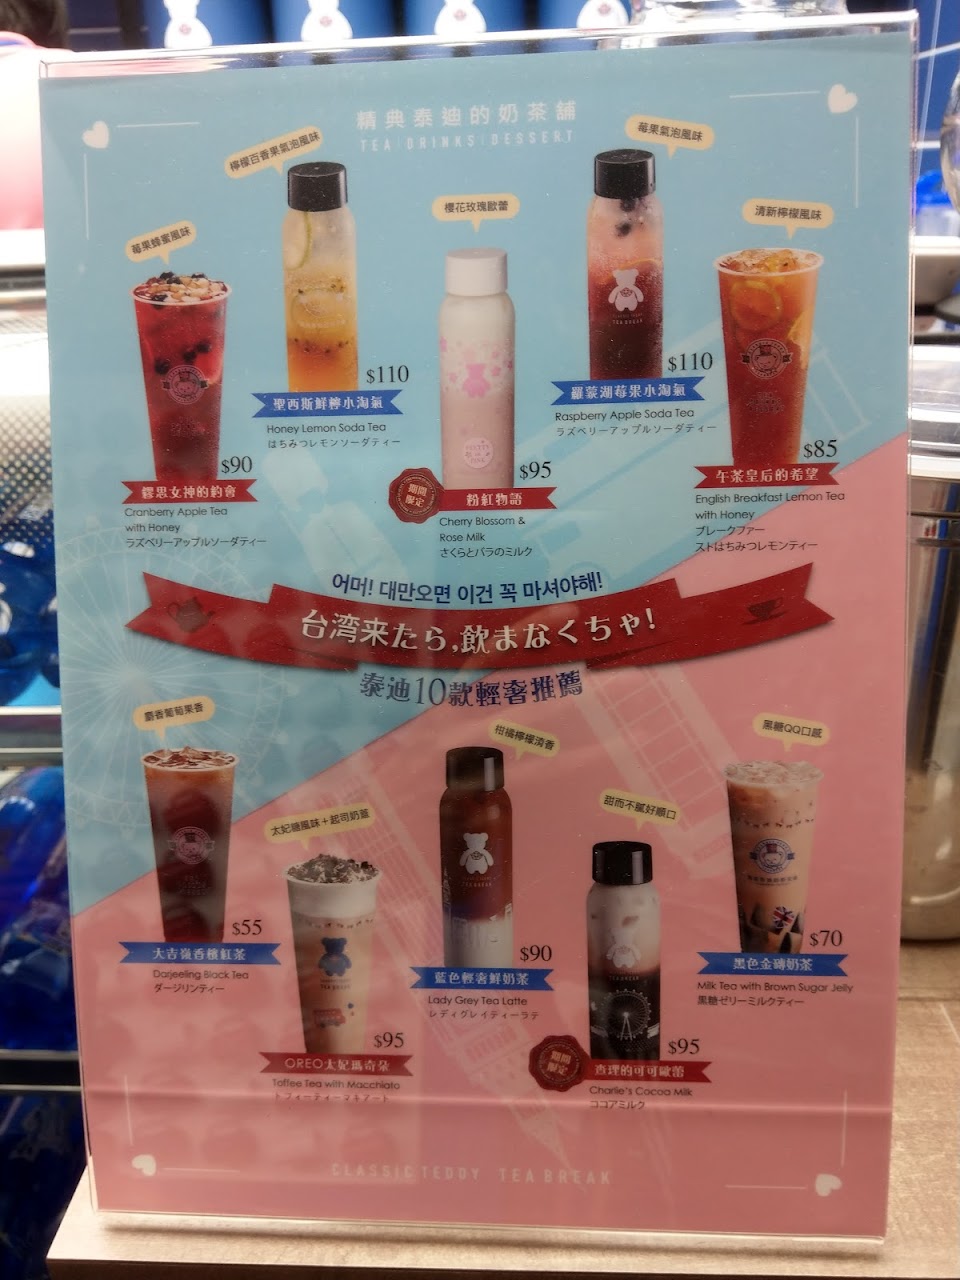 精典泰迪的奶茶舖
TEA|DRINKS|DESSERT
莓果蜂蜜風味
$90
繆思女神的約會
Cranberry Apple Tea
with Honey
ラズベリーアップルソーダティー
檸檬百香果氣泡風味
$110
聖西斯鮮檸小淘氣
Honey Lemon Soda Tea
はちみつレモンソーダティー
櫻花玫瑰歐蕾
期間
限定
$95
粉紅物語
Cherry Blossom &
Rose Milk
さくらとバラのミルク
莓果氣泡風味
TEA BREAK
$110
羅蒙湖莓果小淘氣
Raspberry Apple Soda Tea
ラズベリーアップルソーダティー
清新檸檬風味
$85
午茶皇后的希望
English Breakfast Lemon Tea
with Honey
ブレークファー
ストはちみつレモンティー
어머! 대만오면 이건 꼭 마셔야해!
台湾来たら,飲まなくちゃ!
泰迪10款輕奢推薦
麝香葡萄果香
$55
大吉嶺香檳紅茶
Darjeeling Black Tea
ダージリンティー
太妃糖風味+起司奶蓋
TEA BREAK
$95
OREO太妃瑪奇朵
Toffee Tea with Macchiato
トフィーティーマキアート
柑橘檸檬清香
TEA BREAK
$90
藍色輕奢鮮奶茶
Lady Grey Tea Latte
レディグレイティーラテ
甜而不膩好順口
TEA BREAK
期間
限定
$95
查理的可可歐蕾
Charlie's Cocoa Milk
ココアミルク
黑糖QQ口感
$70
黑色金磚奶茶
Milk Tea with Brown Sugar Jelly
黒糖ゼリーミルクティー
CLASSIC TEDDY TEA BREAK